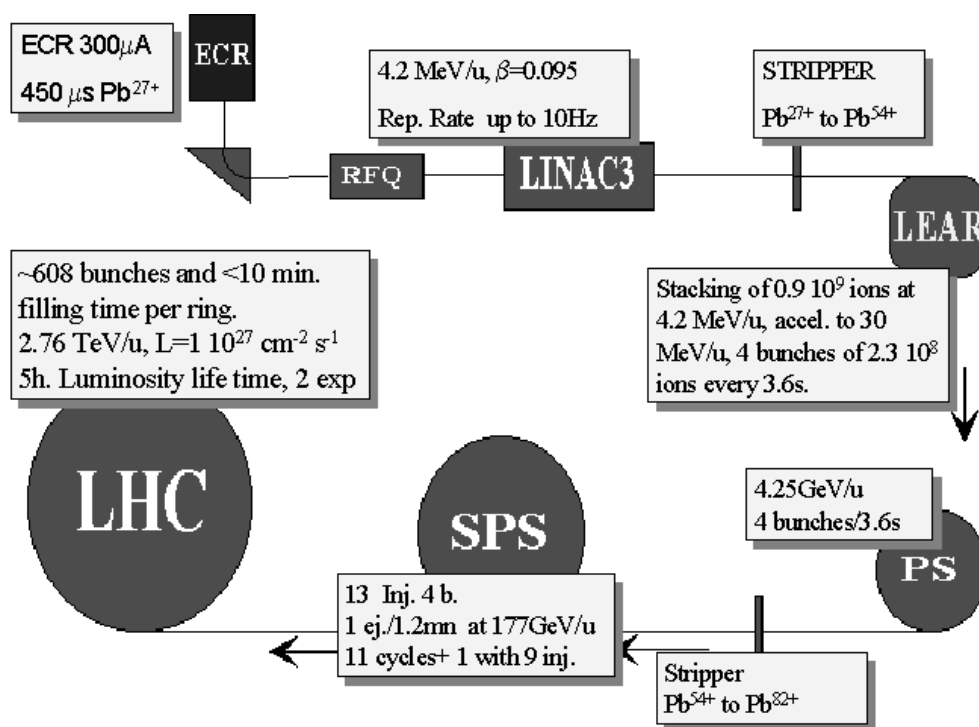 ECR 300μA
450 μs Pb²⁷⁺
ECR
4.2 MeV/u, β=0.095
Rep. Rate up to 10Hz
STRIPPER
Pb²⁷⁺ to Pb⁵⁴⁺
RFQ
LINAC3
LEAR
~608 bunches and <10 min.
filling time per ring.
2.76 TeV/u, L=1 10²⁷ cm⁻² s⁻¹
5h. Luminosity life time, 2 exp
Stacking of 0.9 10⁹ ions at
4.2 MeV/u, accel. to 30
MeV/u, 4 bunches of 2.3 10⁸
ions every 3.6s.
LHC
SPS
4.25GeV/u
4 bunches/3.6s
PS
13 Inj. 4 b.
1 ej./1.2mn at 177GeV/u
11 cycles+ 1 with 9 inj.
Stripper
Pb⁵⁴⁺ to Pb⁸²⁺